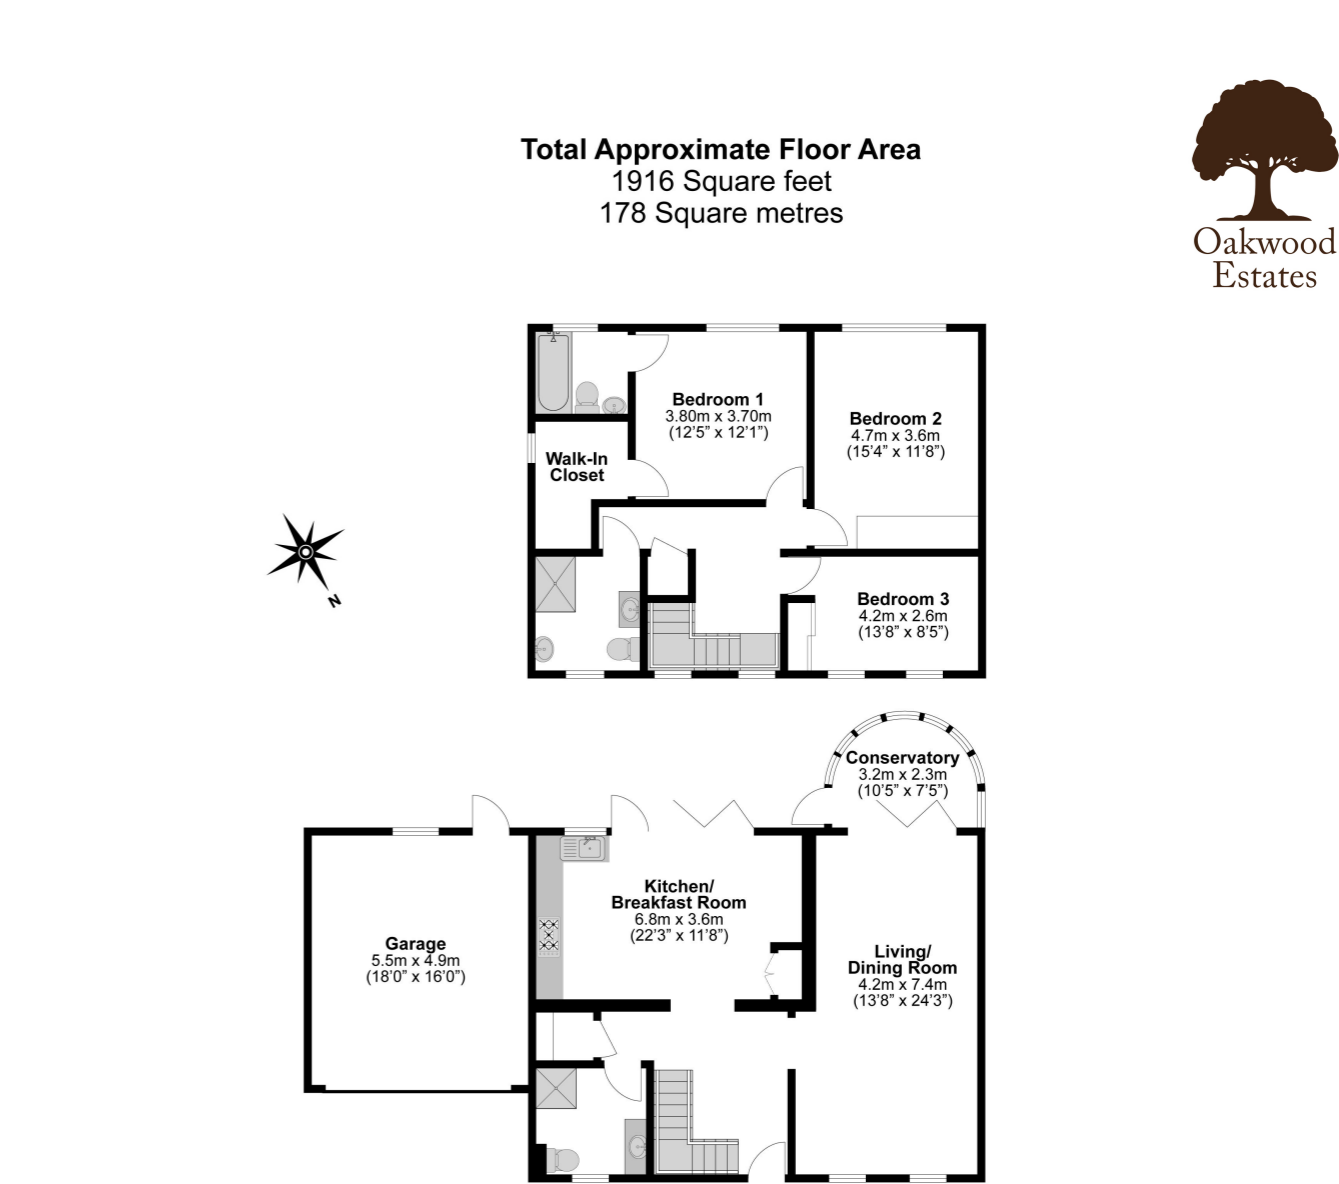 Total Approximate Floor Area
1916 Square feet
178 Square metres
Oakwood
Estates
Bedroom 1
3.80m x 3.70m
(12’5” x 12’1”)
Bedroom 2
4.7m x 3.6m
(15’4” x 11’8”)
Walk-In
Closet
Bedroom 3
4.2m x 2.6m
(13’8” x 8’5”)
N
Conservatory
3.2m x 2.3m
(10’5” x 7’5”)
Kitchen/
Breakfast Room
6.8m x 3.6m
(22’3” x 11’8”)
Garage
5.5m x 4.9m
(18’0” x 16’0”)
Living/
Dining Room
4.2m x 7.4m
(13’8” x 24’3”)